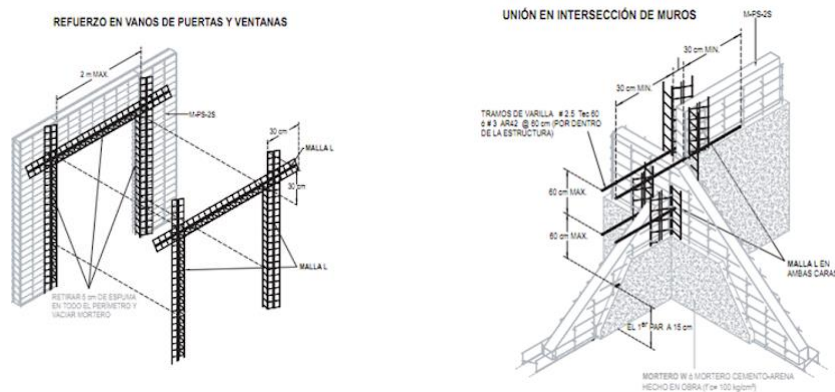 REFUERZO EN VANOS DE PUERTAS Y VENTANAS
2 m MAX.
M-PS-2S
30 cm
MALLA L
30 cm
MALLA L
RETIRAR 5 cm DE ESPUMA
EN TODO EL PERÍMETRO Y
VACIAR MORTERO
UNIÓN EN INTERSECCIÓN DE MUROS
M-PS-2S
30 cm MIN.
30 cm MIN.
TRAMOS DE VARILLA # 2.5 Tec 60
ó # 3 AR42 @ 60 cm (POR DENTRO
DE LA ESTRUCTURA)
60 cm MAX.
60 cm MAX.
MALLA L EN
AMBAS CARAS
EL 1er PAR A 15 cm
MORTERO W ó MORTERO CEMENTO-ARENA
HECHO EN OBRA (f'c= 100 kg/cm²)